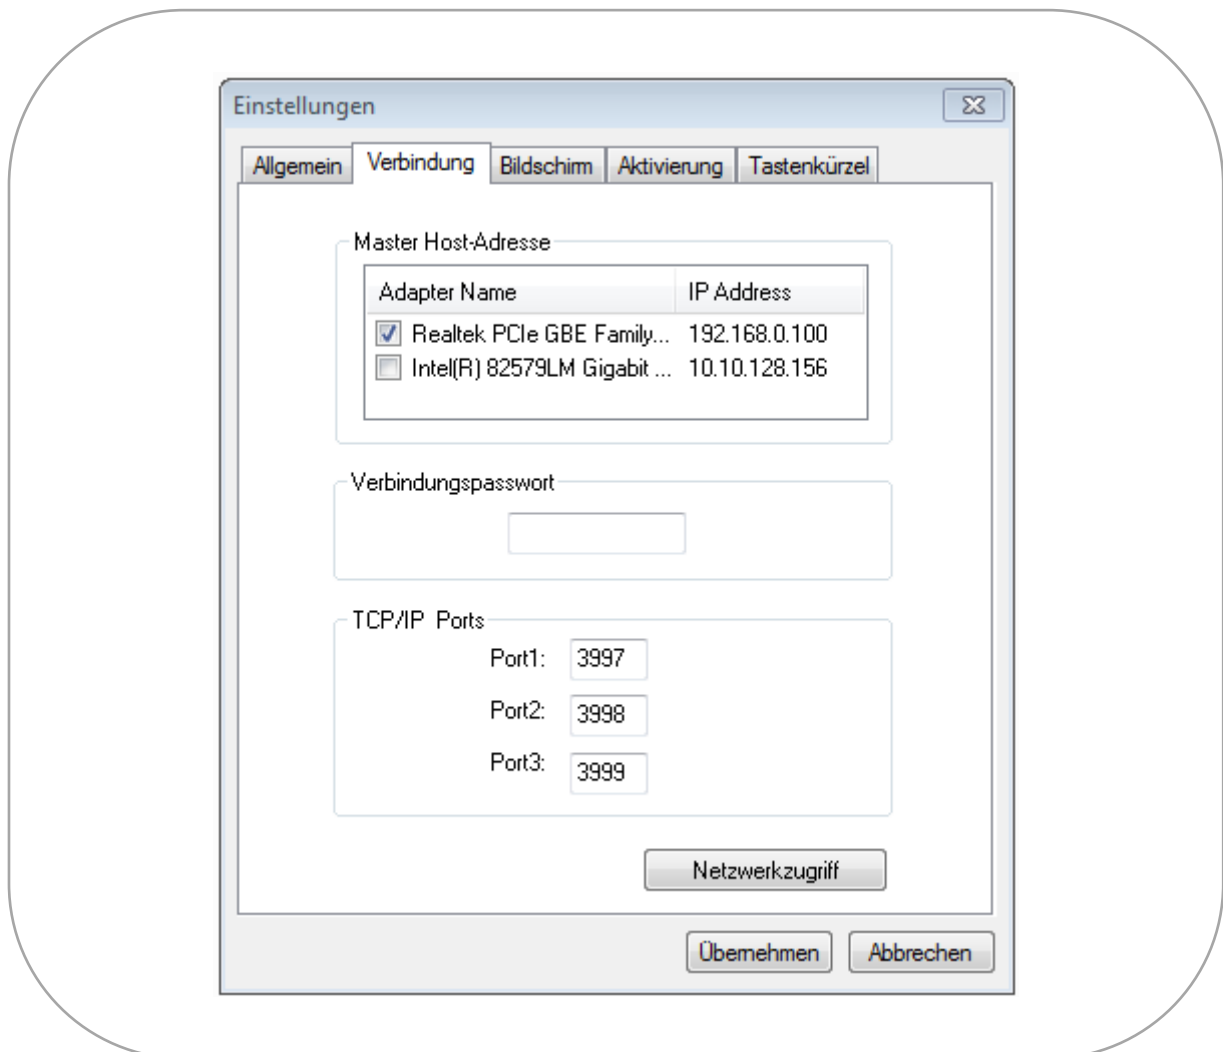 Einstellungen
Allgemein Verbindung Bildschirm Aktivierung Tastenkürzel
Master Host-Adresse
Adapter Name IP Address
Realtek PCIe GBE Family... 192.168.0.100
Intel(R) 82579LM Gigabit ... 10.10.128.156
Verbindungspasswort
TCP/IP Ports
Port1: 3997
Port2: 3998
Port3: 3999
Netzwerkzugriff
Übernehmen Abbrechen